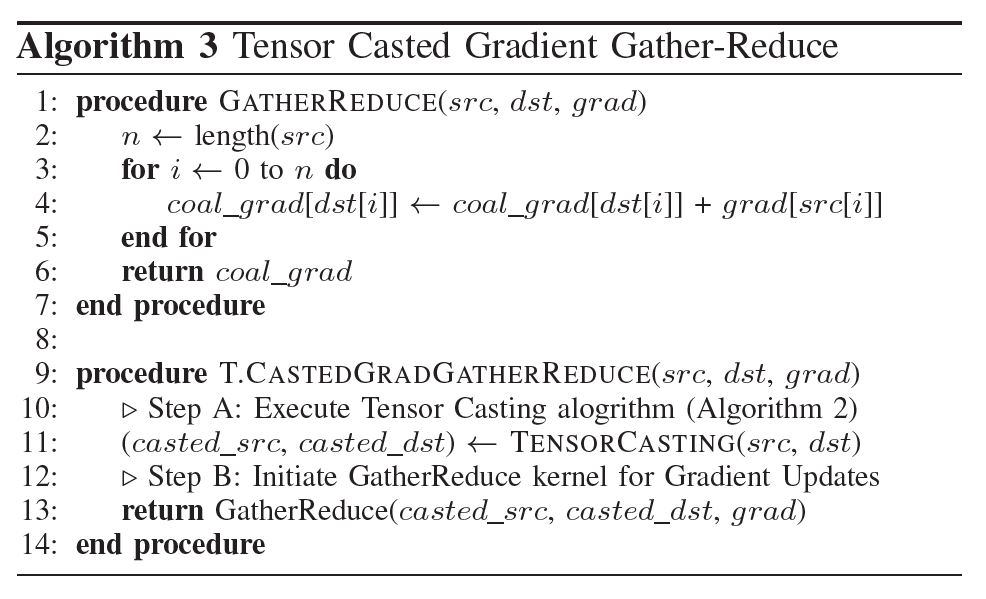 Algorithm 3 Tensor Casted Gradient Gather-Reduce
1: procedure GATHERREDUCE(src, dst, grad)
2: n ← length(src)
3: for i ← 0 to n do
4: coal_grad[dst[i]] ← coal_grad[dst[i]] + grad[src[i]]
5: end for
6: return coal_grad
7: end procedure
8:
9: procedure T.CASTEDGRADGATHERREDUCE(src, dst, grad)
10: ▷ Step A: Execute Tensor Casting alogrithm (Algorithm 2)
11: (casted_src, casted_dst) ← TENSORCASTING(src, dst)
12: ▷ Step B: Initiate GatherReduce kernel for Gradient Updates
13: return GatherReduce(casted_src, casted_dst, grad)
14: end procedure